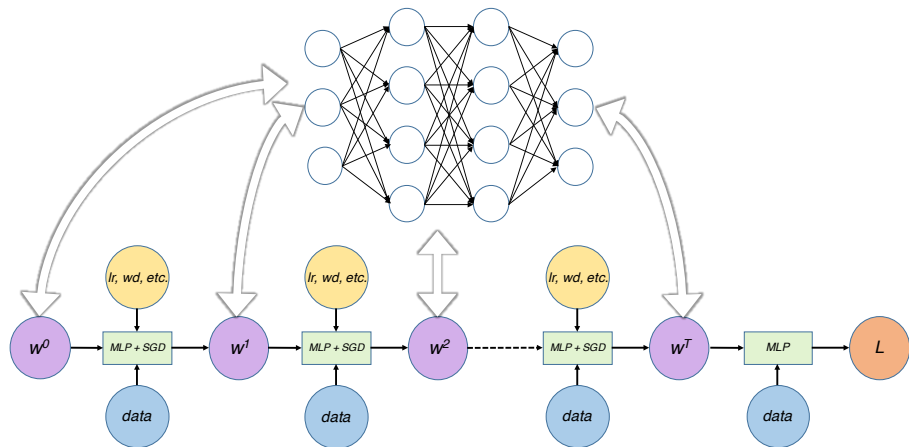 lr, wd, etc.
lr, wd, etc.
lr, wd, etc.
w⁰
MLP + SGD
w¹
MLP + SGD
w²
MLP + SGD
wᵀ
MLP
L
data
data
data
data